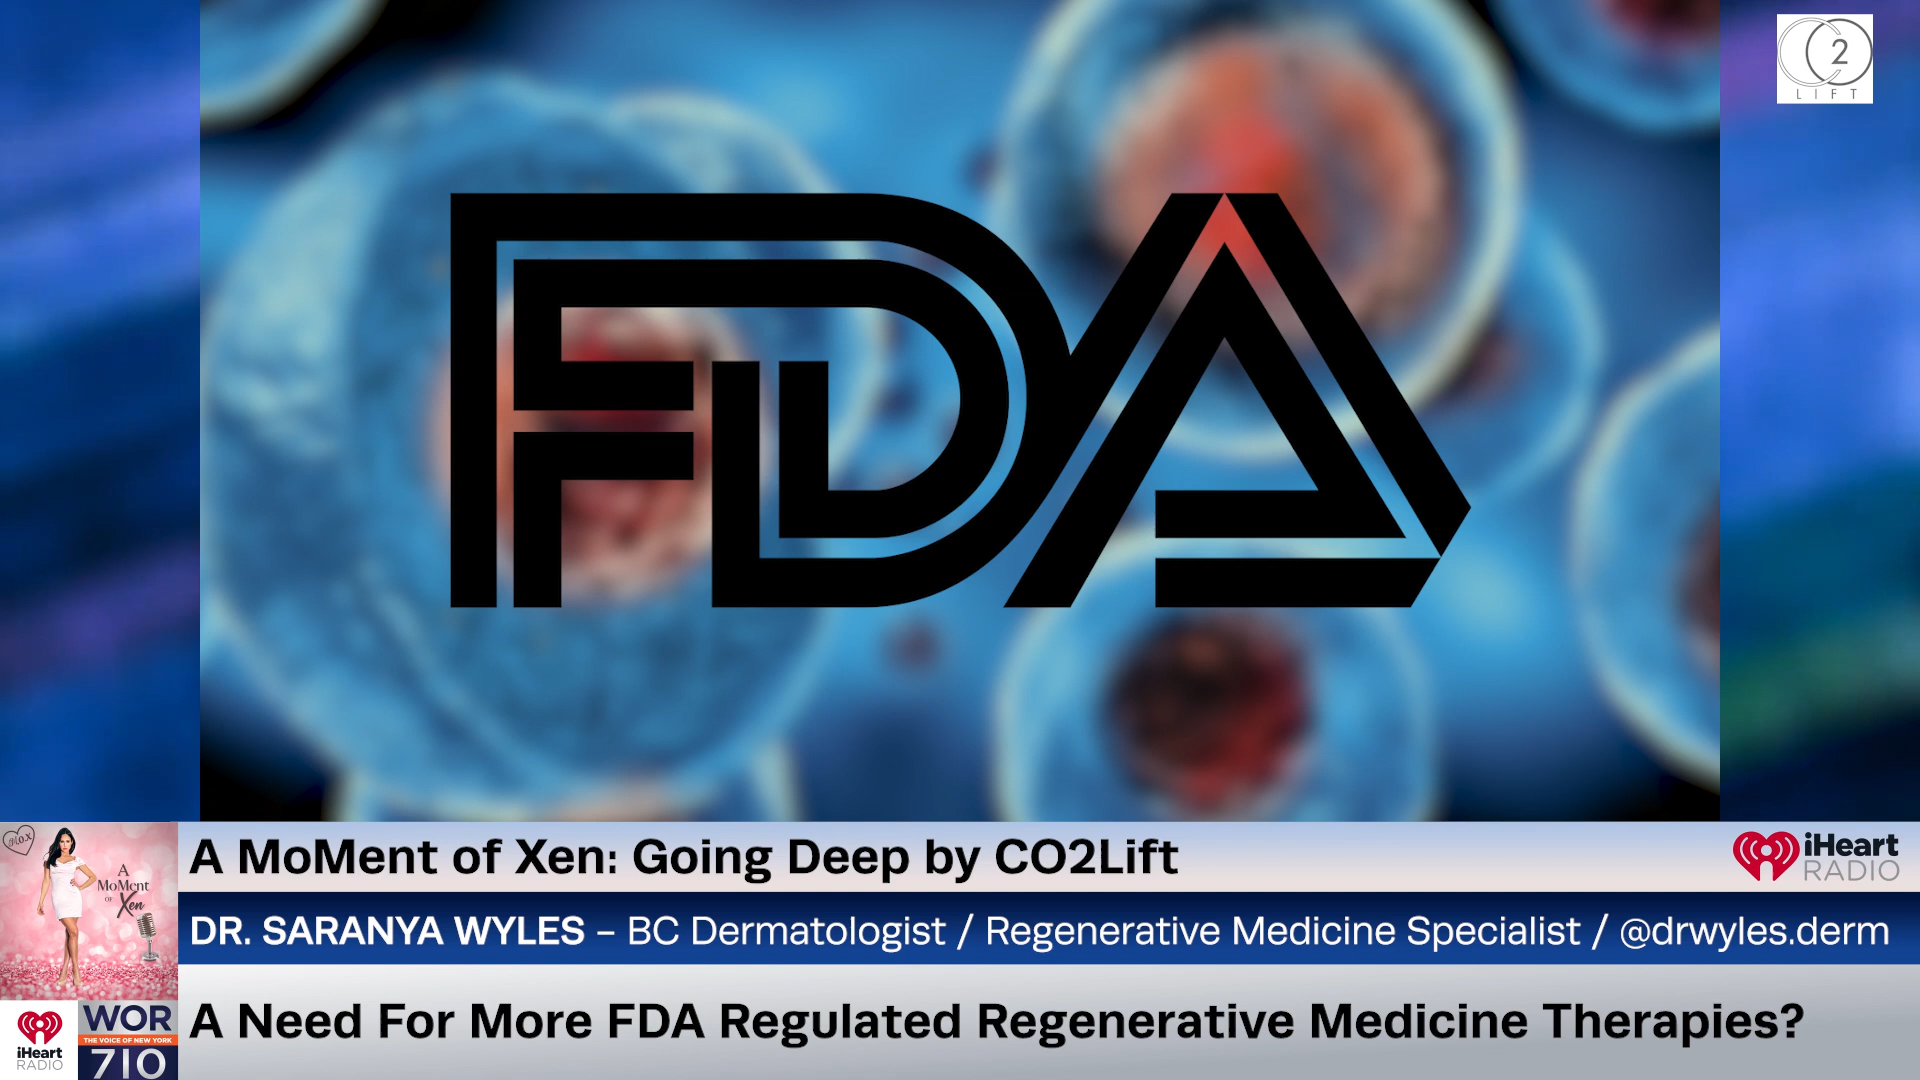 CO2
LIFT
FDA
A MoMent of Xen: Going Deep by CO2Lift
iHeart
RADIO
DR. SARANYA WYLES – BC Dermatologist / Regenerative Medicine Specialist / @drwyles.derm
A Need For More FDA Regulated Regenerative Medicine Therapies?
M.O.X
A
MoMent
OF
Xen
iHeart
RADIO
WOR
THE VOICE OF NEW YORK
710